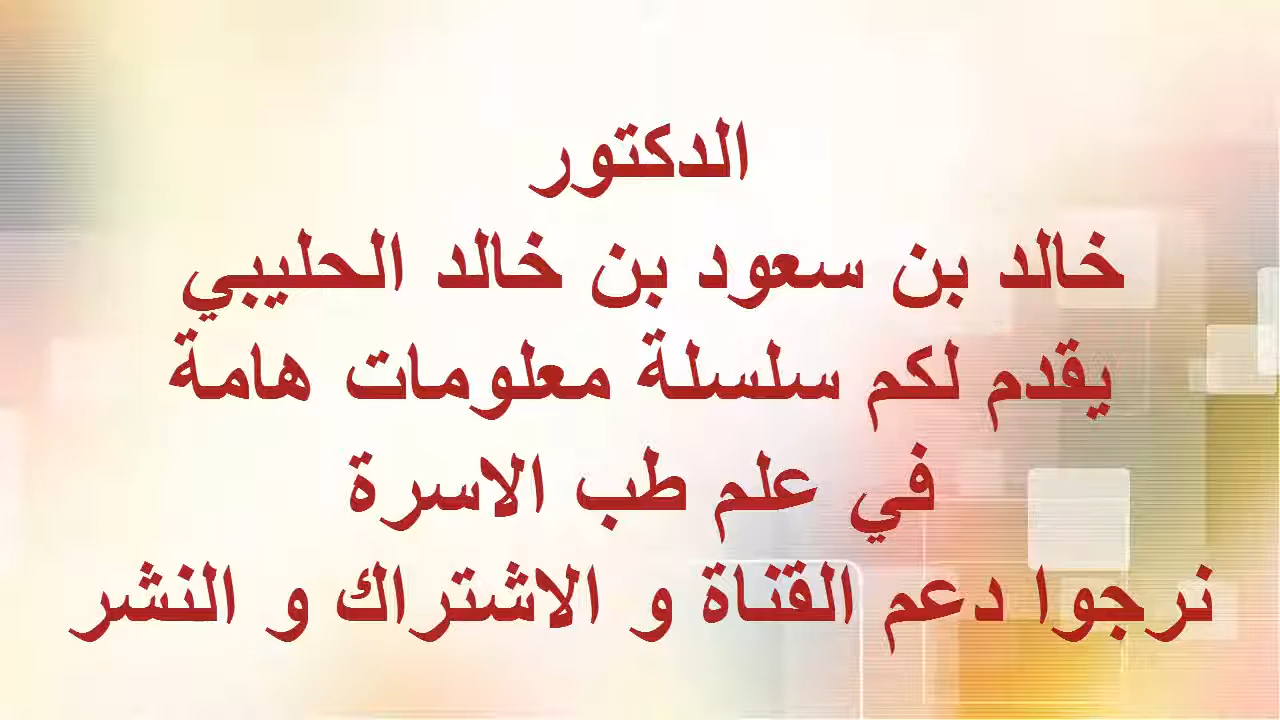 الدكتور
خالد بن سعود بن خالد الحليبي
يقدم لكم سلسلة معلومات هامة
في علم طب الاسرة
نرجوا دعم القناة و الاشتراك و النشر